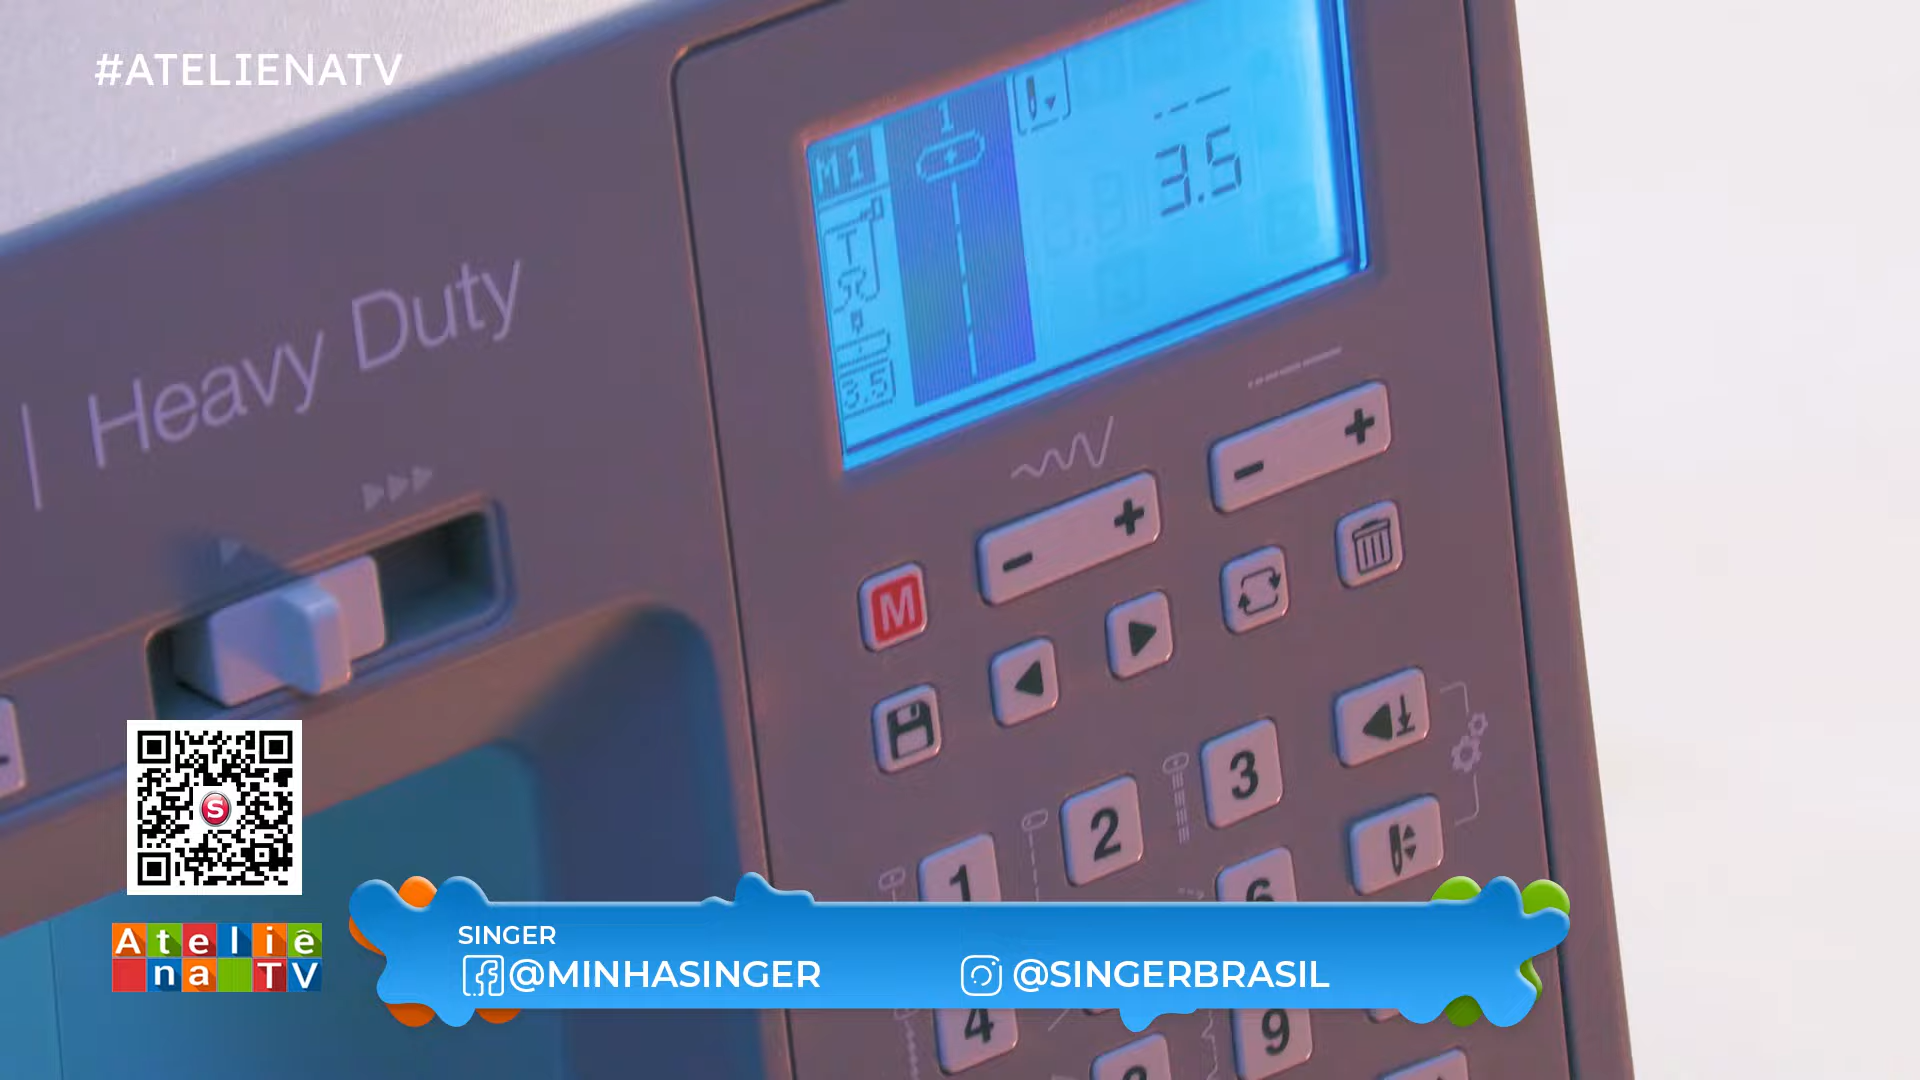 #ATELIENATV
M1
1
3.5
T
3.5
Heavy Duty
M
1
2
3
6
4
9
S
Ateliê
na TV
SINGER
@MINHASINGER
@SINGERBRASIL